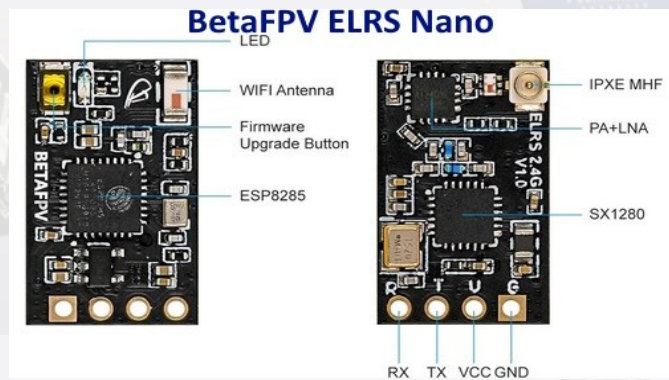 BetaFPV ELRS Nano
LED
WIFI Antenna
Firmware
Upgrade Button
ESP8285
BETAFPV
IPXE MHF
PA+LNA
SX1280
ELRS 2.4G
V1.0
R T V G
RX TX VCC GND